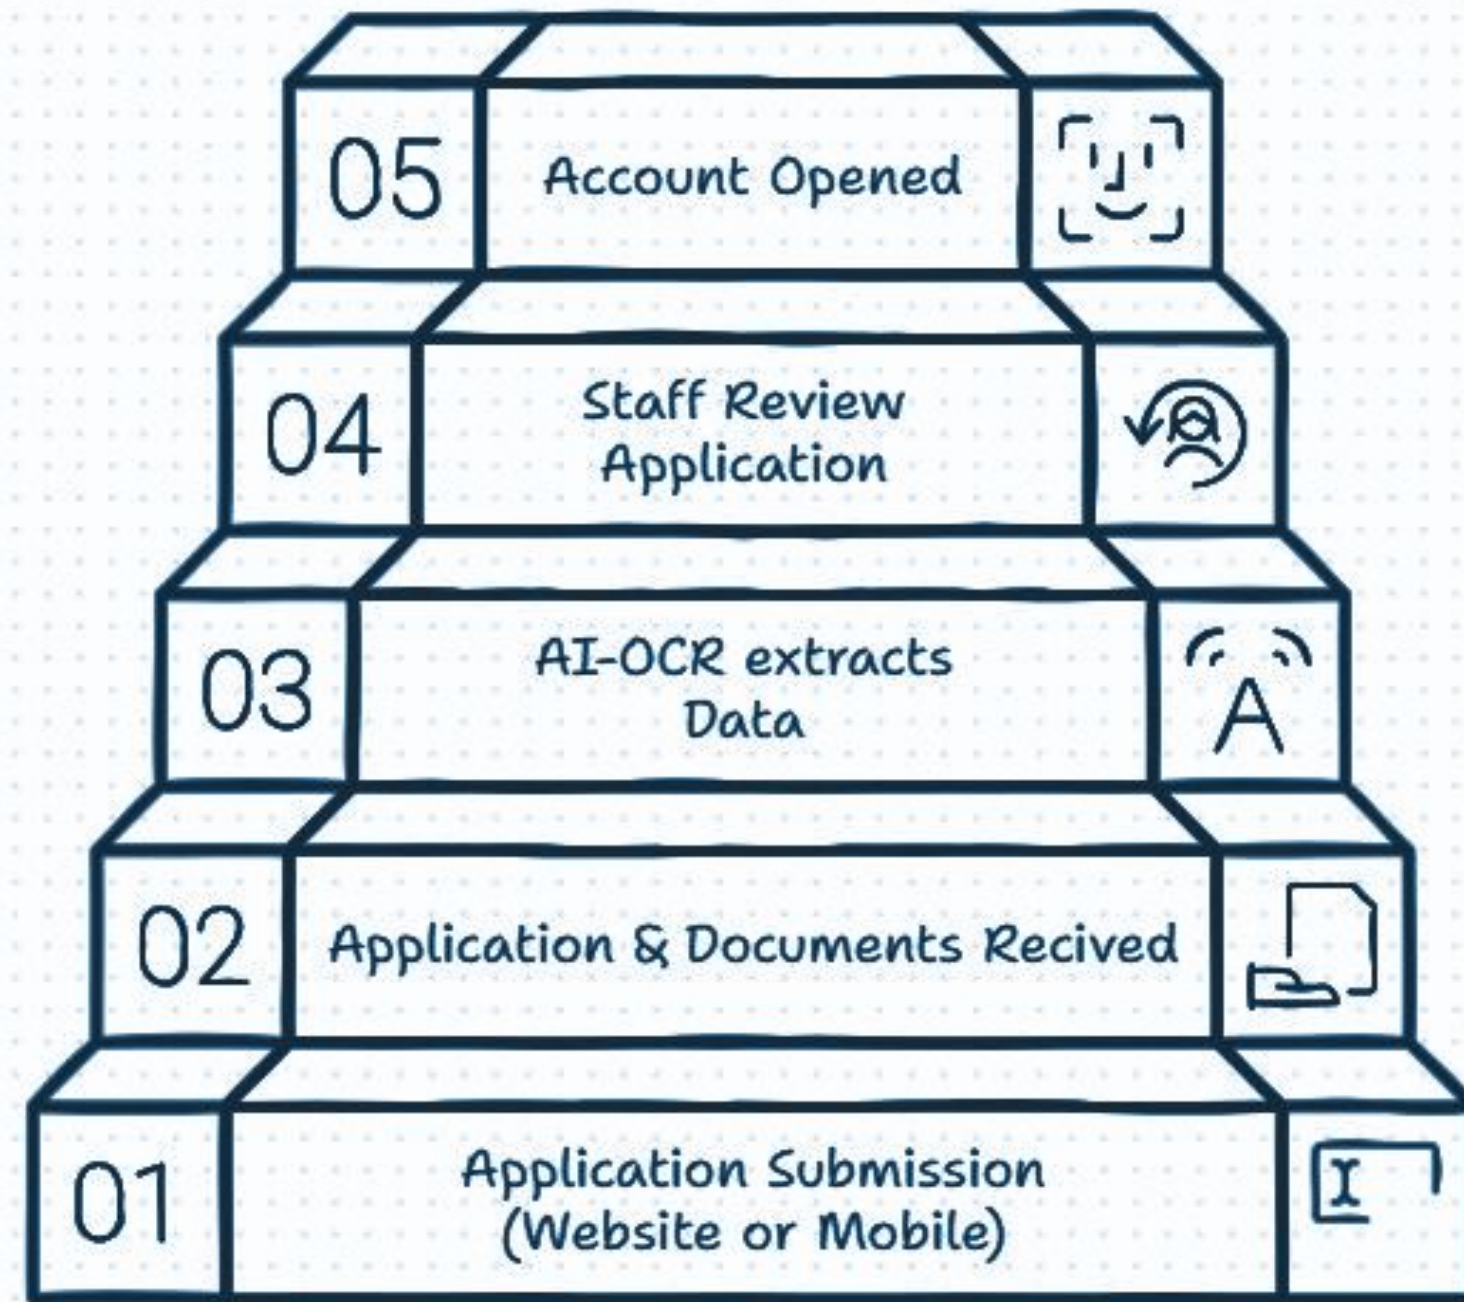 05
Account Opened
04
Staff Review
Application
03
AI-OCR extracts
Data
A
02
Application & Documents Recived
01
Application Submission
(Website or Mobile)